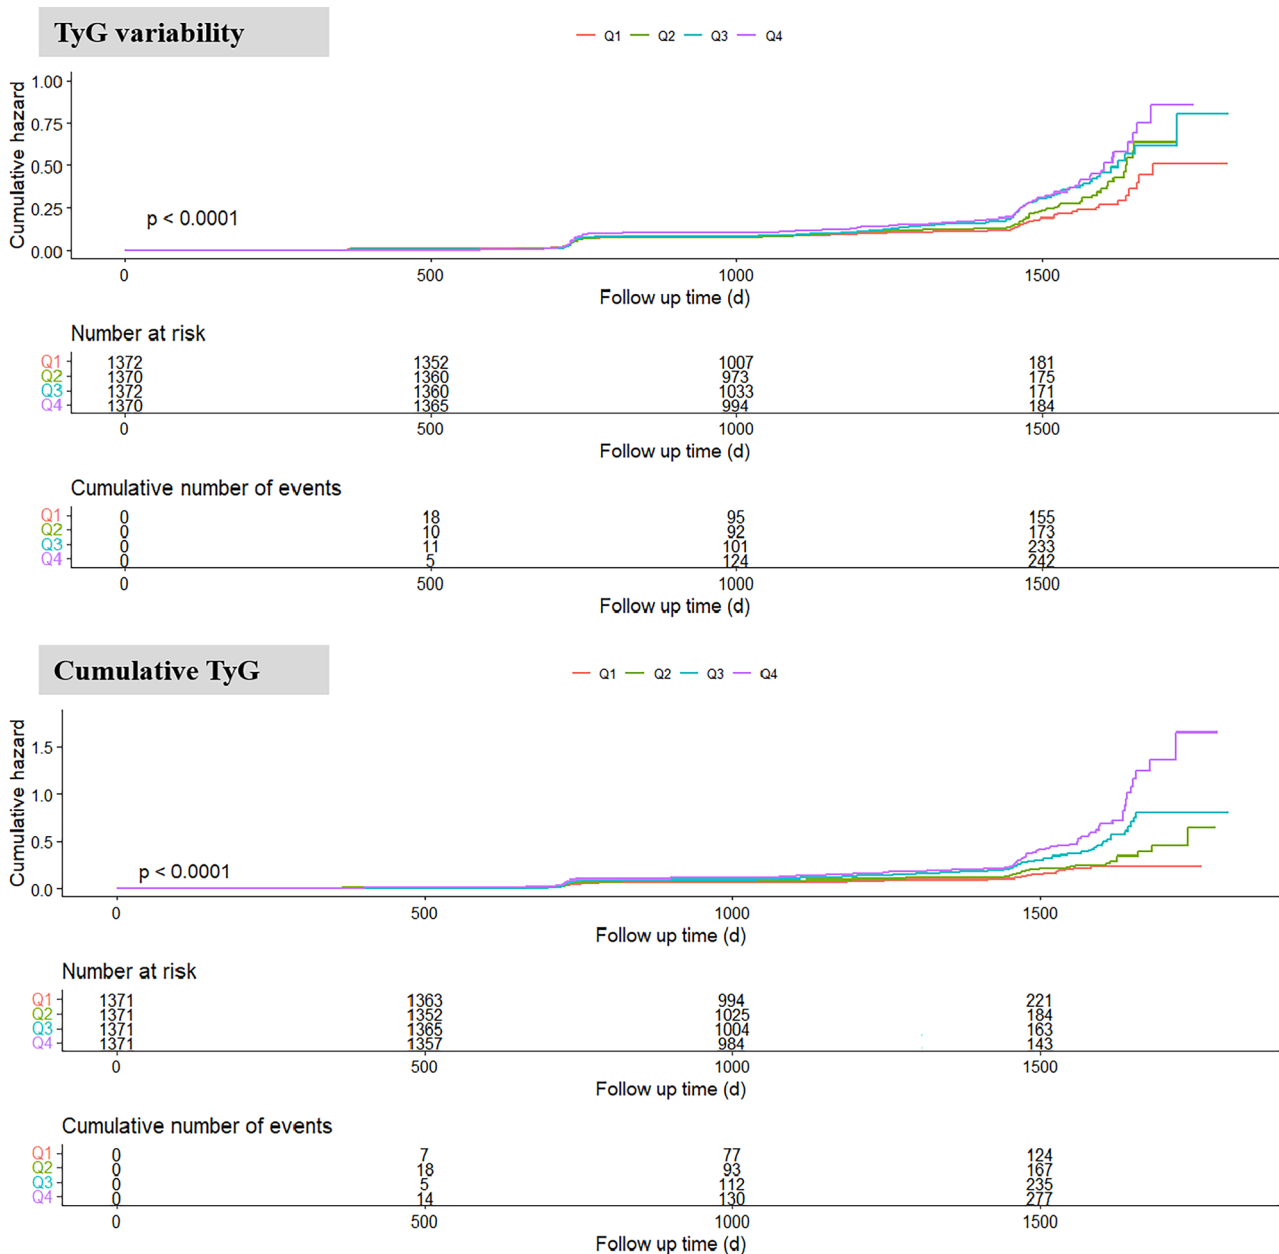 TyG variability
Q1 Q2 Q3 Q4
Cumulative hazard
1.00
0.75
0.50
0.25
0.00
p < 0.0001
0 500 1000 1500
Follow up time (d)
Number at risk
Q1 1372 1352 1007 181
Q2 1370 1360 973 175
Q3 1372 1360 1033 171
Q4 1370 1365 994 184
0 500 1000 1500
Follow up time (d)
Cumulative number of events
Q1 0 18 95 155
Q2 0 10 92 173
Q3 0 11 101 233
Q4 0 5 124 242
0 500 1000 1500
Follow up time (d)
Cumulative TyG
Q1 Q2 Q3 Q4
Cumulative hazard
1.5
1.0
0.5
0.0
p < 0.0001
0 500 1000 1500
Follow up time (d)
Number at risk
Q1 1371 1363 994 221
Q2 1371 1352 1025 184
Q3 1371 1365 1004 163
Q4 1371 1357 984 143
0 500 1000 1500
Follow up time (d)
Cumulative number of events
Q1 0 7 77 124
Q2 0 18 93 167
Q3 0 5 112 235
Q4 0 14 130 277
0 500 1000 1500
Follow up time (d)